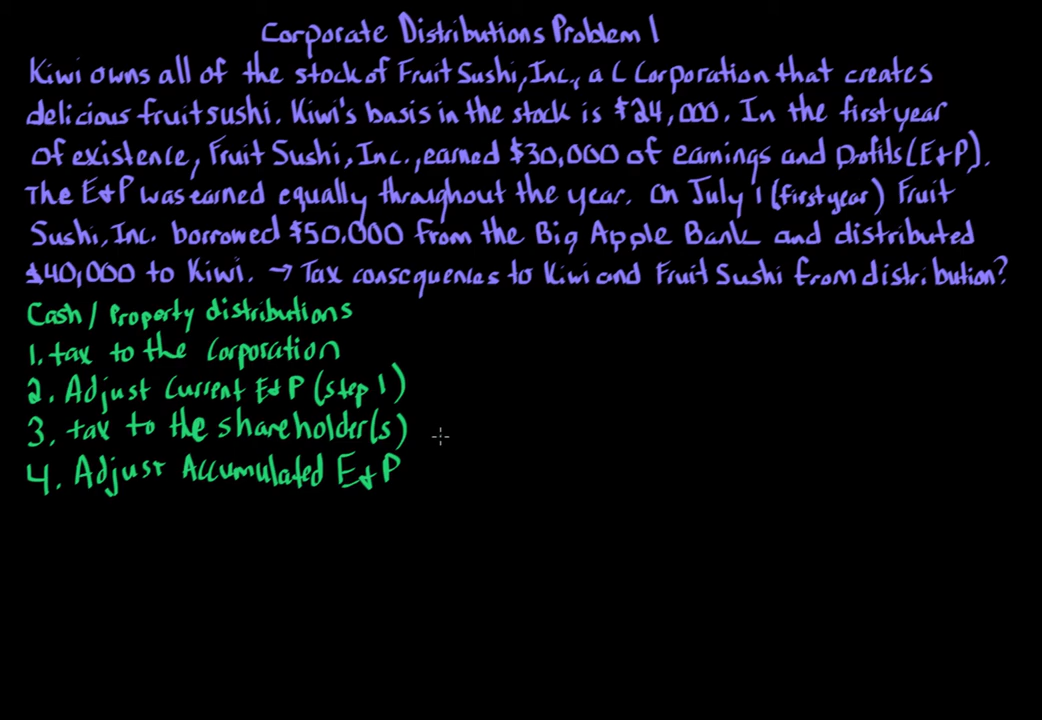 Corporate Distributions Problem 1
Kiwi owns all of the stock of Fruit Sushi, Inc., a C Corporation that creates
delicious fruit sushi. Kiwi's basis in the stock is $24,000. In the first year
of existence, Fruit Sushi, Inc., earned $30,000 of earnings and Profits (E+P).
The E+P was earned equally throughout the year. On July 1 (first year) Fruit
Sushi, Inc. borrowed $50,000 from the Big Apple Bank and distributed
$40,000 to Kiwi. → Tax consequences to Kiwi and Fruit Sushi from distribution?
Cash / Property distributions
1. tax to the Corporation
2. Adjust Current E+P (step 1)
3. tax to the shareholder(s)
4. Adjust Accumulated E+P